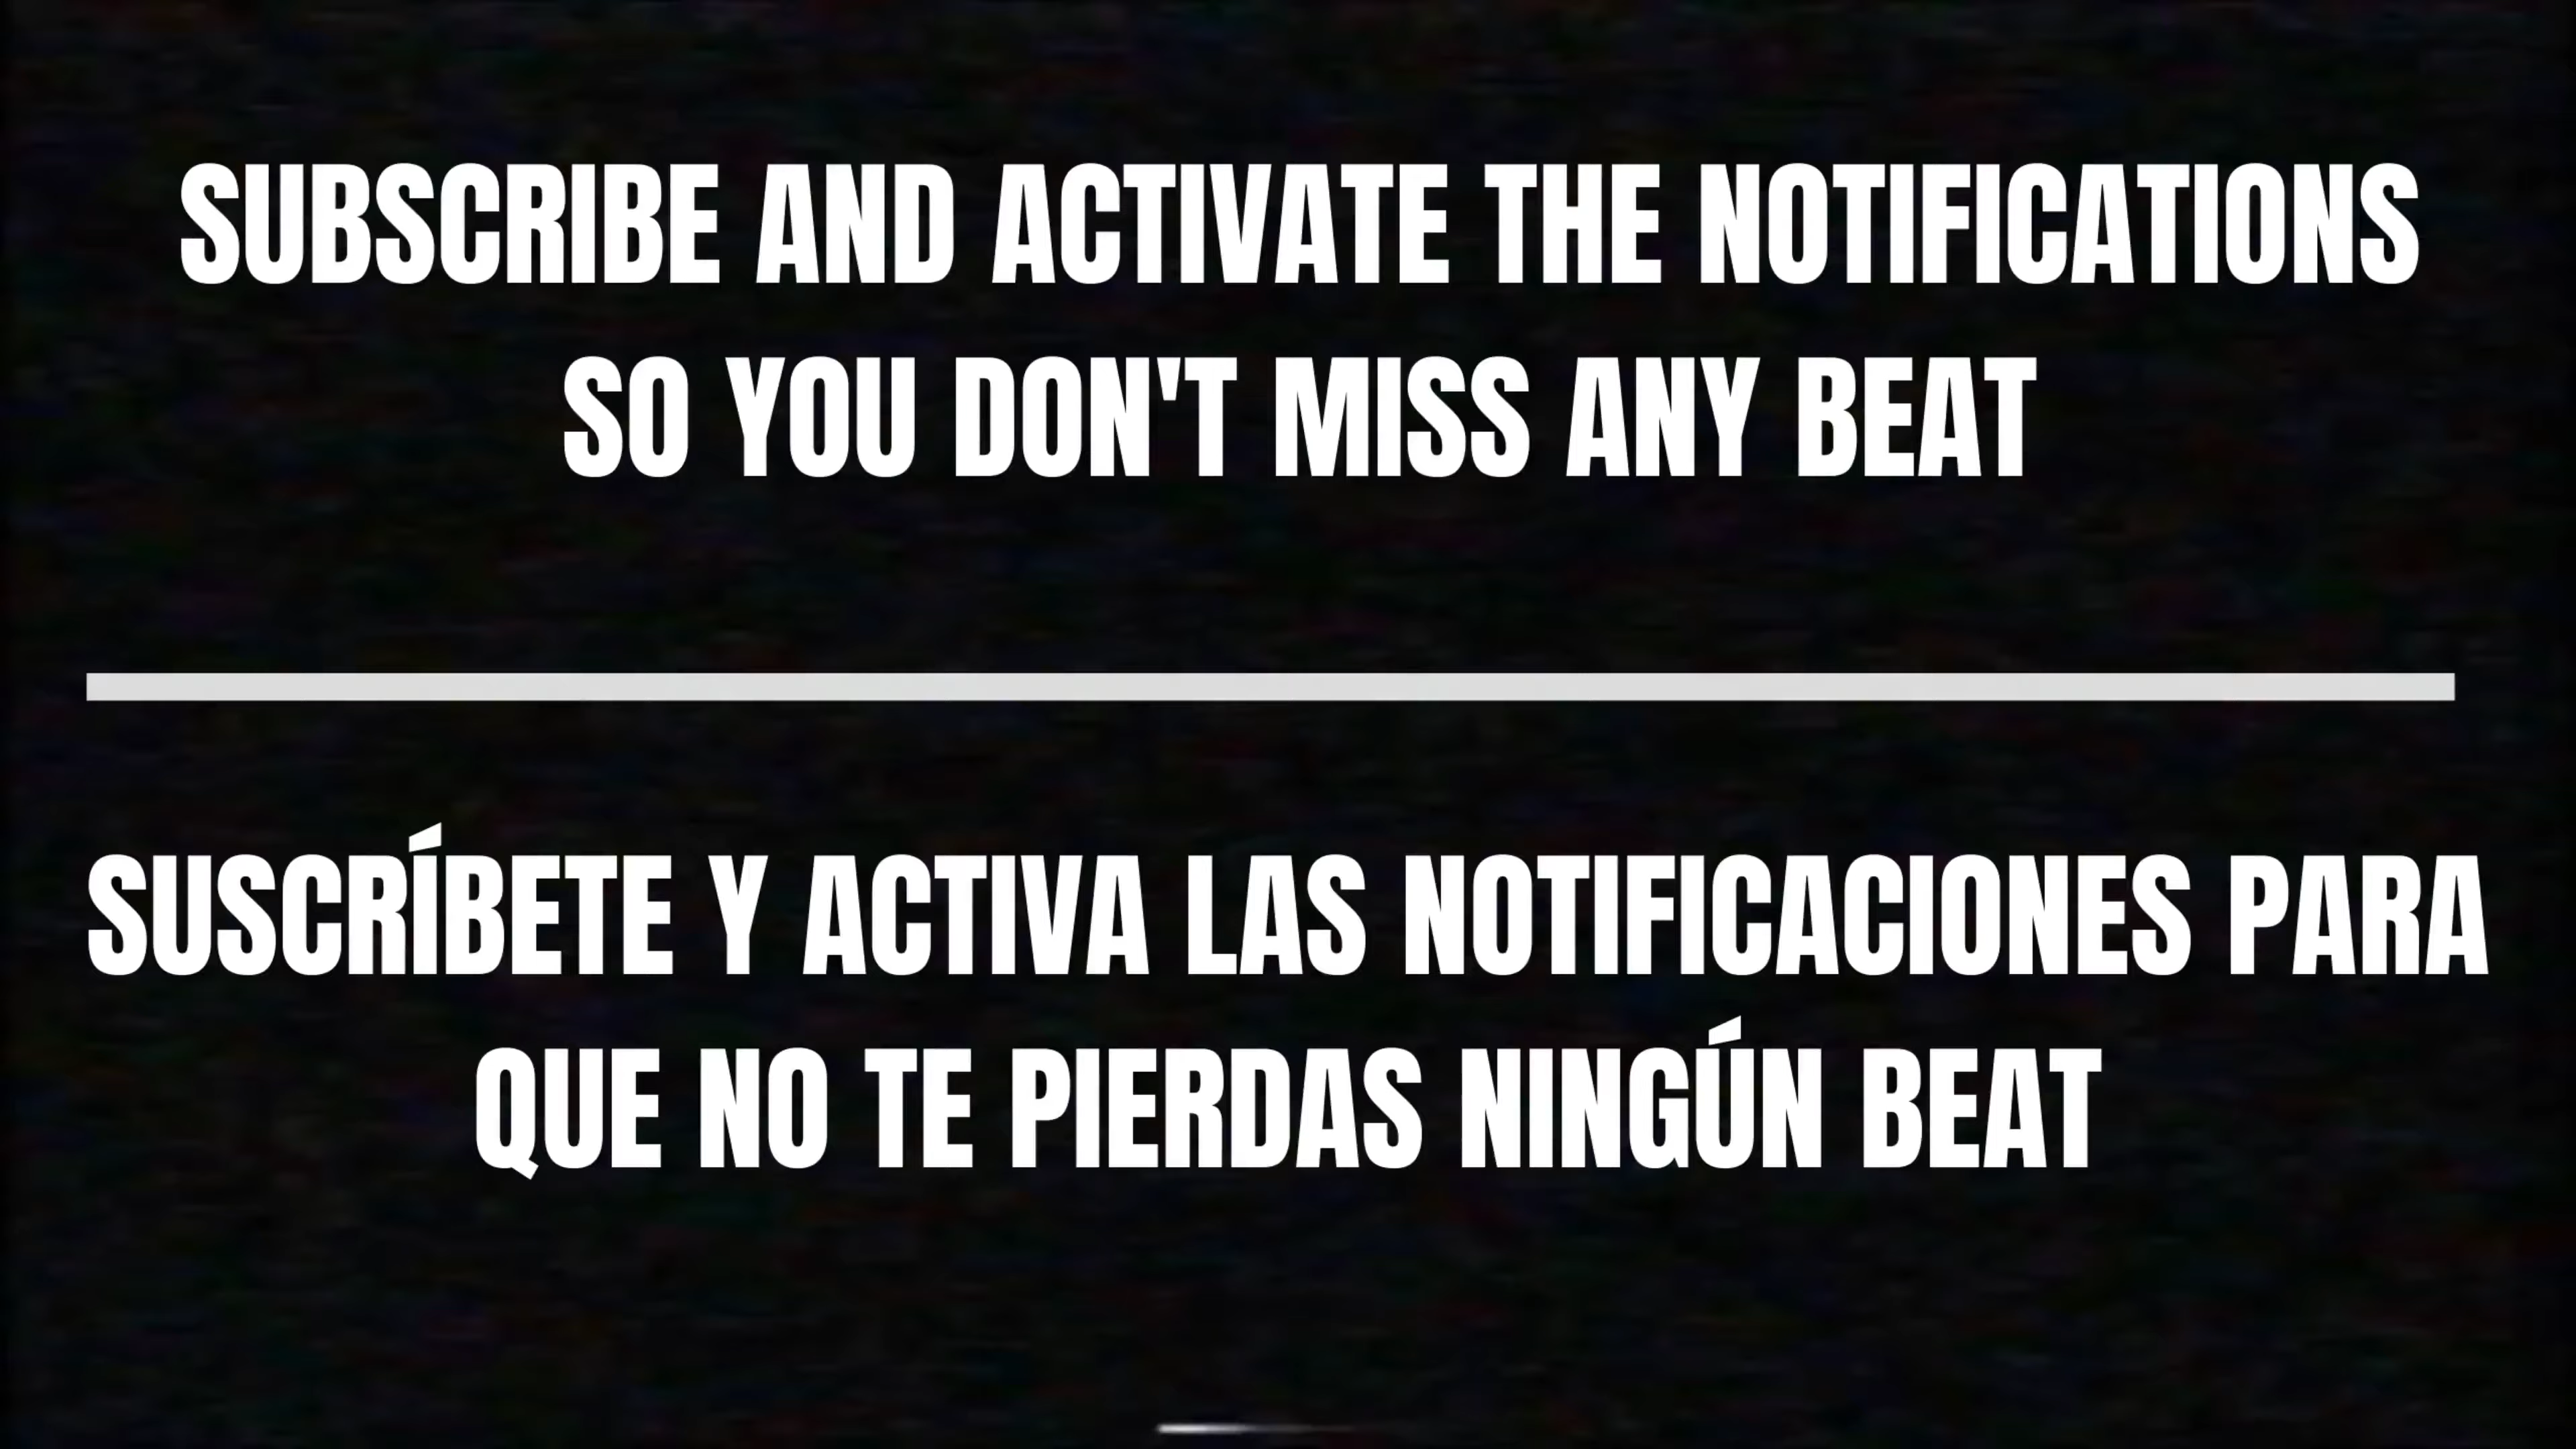 SUBSCRIBE AND ACTIVATE THE NOTIFICATIONS
SO YOU DON'T MISS ANY BEAT
SUSCRÍBETE Y ACTIVA LAS NOTIFICACIONES PARA
QUE NO TE PIERDAS NINGÚN BEAT